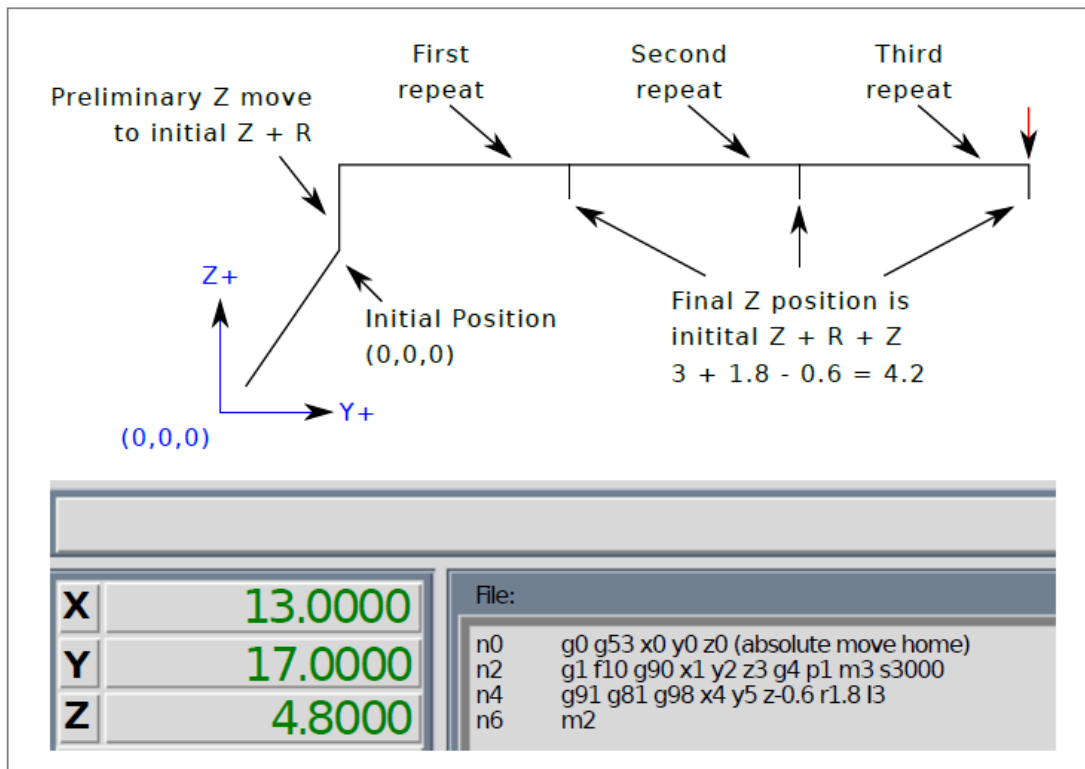 First
repeat
Second
repeat
Third
repeat
Preliminary Z move
to initial Z + R
Z+
Initial Position
(0,0,0)
Final Z position is
initital Z + R + Z
3 + 1.8 - 0.6 = 4.2
Y+
(0,0,0)
X 13.0000
Y 17.0000
Z 4.8000
File:
n0 g0 g53 x0 y0 z0 (absolute move home)
n2 g1 f10 g90 x1 y2 z3 g4 p1 m3 s3000
n4 g91 g81 g98 x4 y5 z-0.6 r1.8 l3
n6 m2